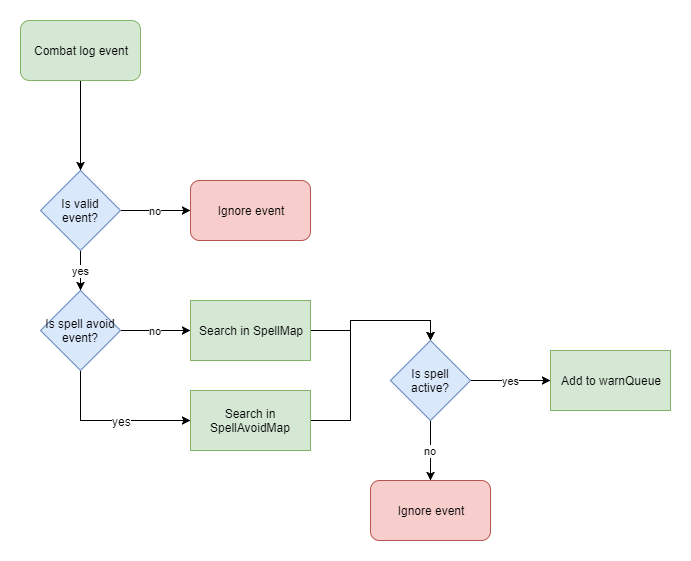 Combat log event
Is valid
event?
no
Ignore event
yes
Is spell avoid
event?
no
Search in SpellMap
yes
Search in
SpellAvoidMap
Is spell
active?
yes
Add to warnQueue
no
Ignore event